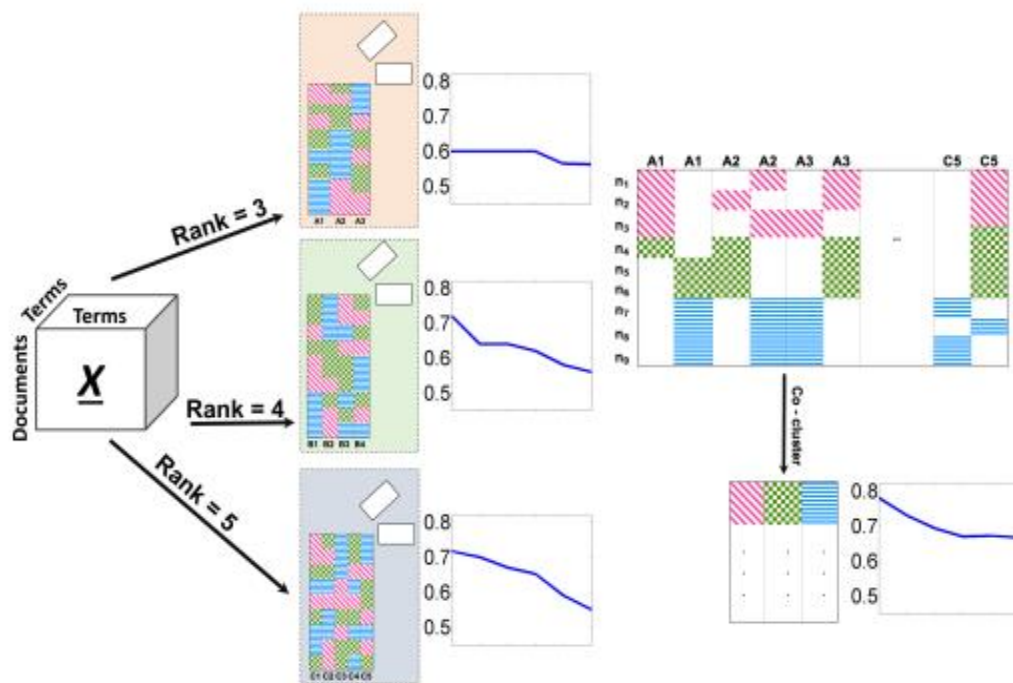 Documents
Terms
Terms
X
Rank = 3
Rank = 4
Rank = 5
A1 A2 A3
0.8
0.7
0.6
0.5
B1 B2 B3 B4
0.8
0.7
0.6
0.5
C1 C2 C3 C4 C5
0.8
0.7
0.6
0.5
A1 A1 A2 A2 A3 A3 C5 C5
n1
n2
n3
n4
n5
n6
n7
n8
n9
Co - cluster
0.8
0.7
0.6
0.5